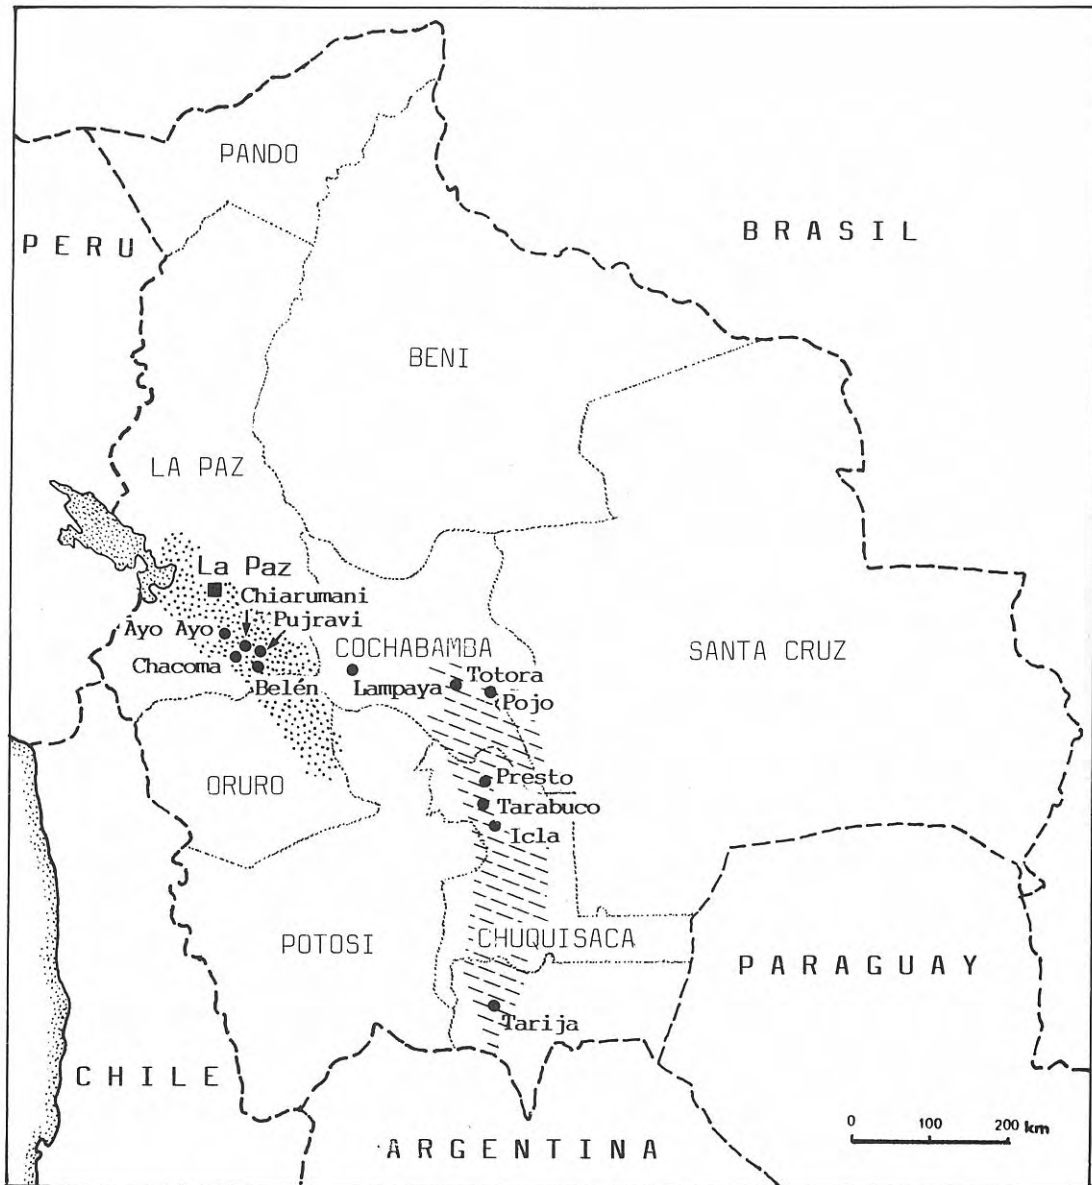 PANDO
PERU
BRASIL
BENI
LA PAZ
La Paz
Chiarumani
Pujravi
Ayo Ayo
COCHABAMBA
SANTA CRUZ
Chacoma
Totora
Belén
Lampaya
Pojo
Presto
ORURO
Tarabuco
Icla
POTOSI
CHUQUISACA
PARAGUAY
Tarija
CHILE
0 100 200 km
ARGENTINA